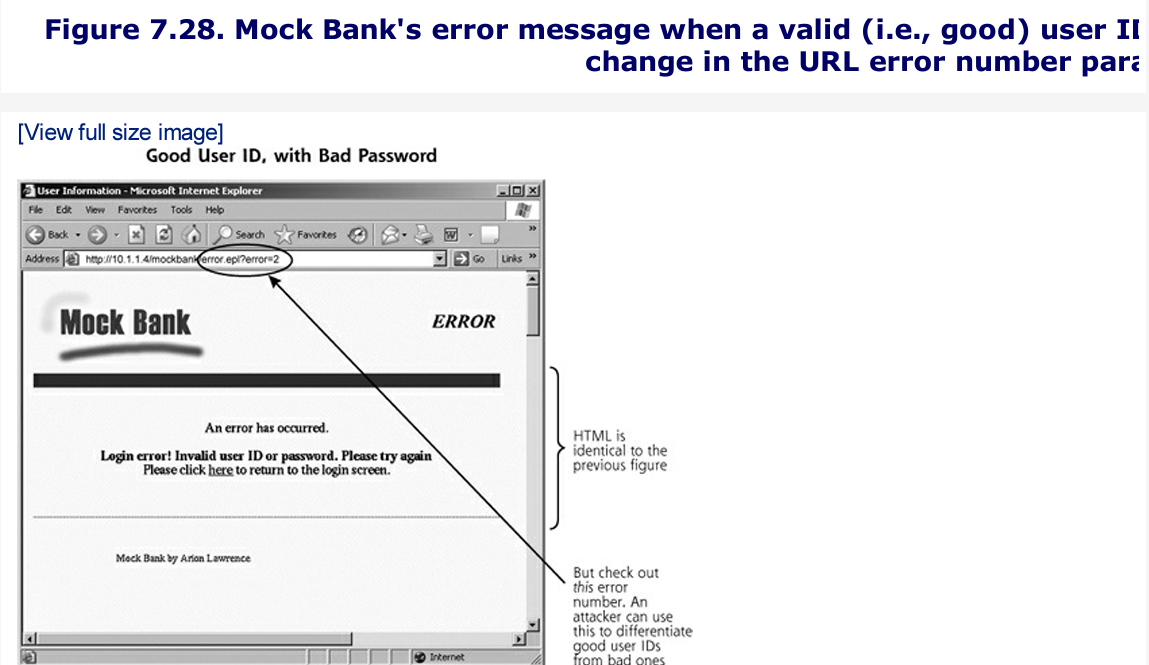 Figure 7.28. Mock Bank's error message when a valid (i.e., good) user
change in the URL error number
[View full size image]
Good User ID, with Bad Password
User Information - Microsoft Internet Explorer
File Edit View Favorites Tools Help
Back Search Favorites
Address http://10.1.1.4/mockbank/error.epl?error=2 Go Links »
Mock Bank
ERROR
An error has occurred.
Login error! Invalid user ID or password. Please try again
Please click here to return to the login screen.
HTML is
identical to the
previous figure
Mock Bank by Arion Lawrence
But check out
this error
number. An
attacker can use
this to differentiate
good user IDs
from bad ones
Internet